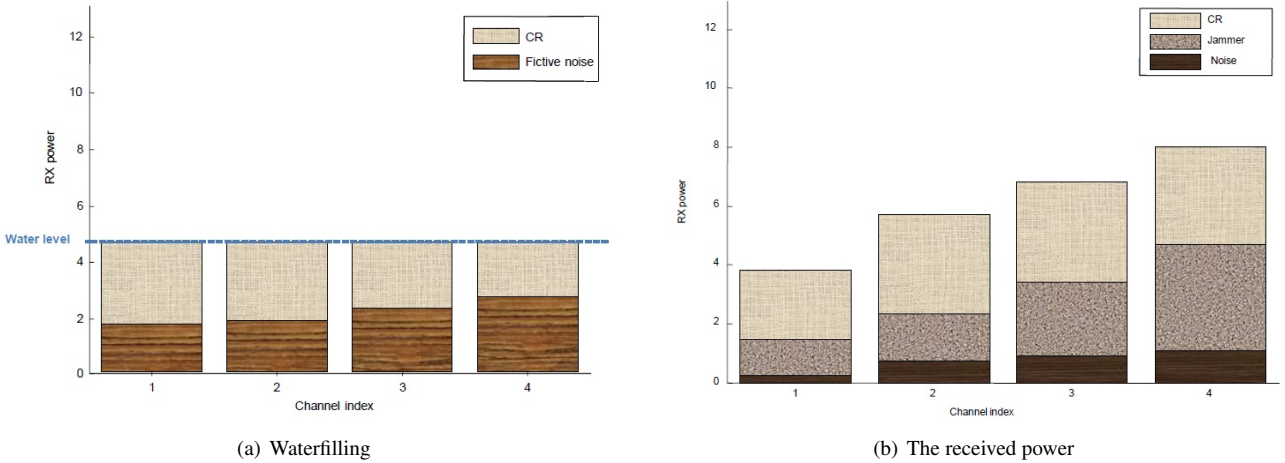 12
10
8
6
4
2
0
RX power
Water level
CR
Fictive noise
1 2 3 4
Channel index
(a) Waterfilling
12
10
8
6
4
2
0
RX power
CR
Jammer
Noise
1 2 3 4
Channel index
(b) The received power